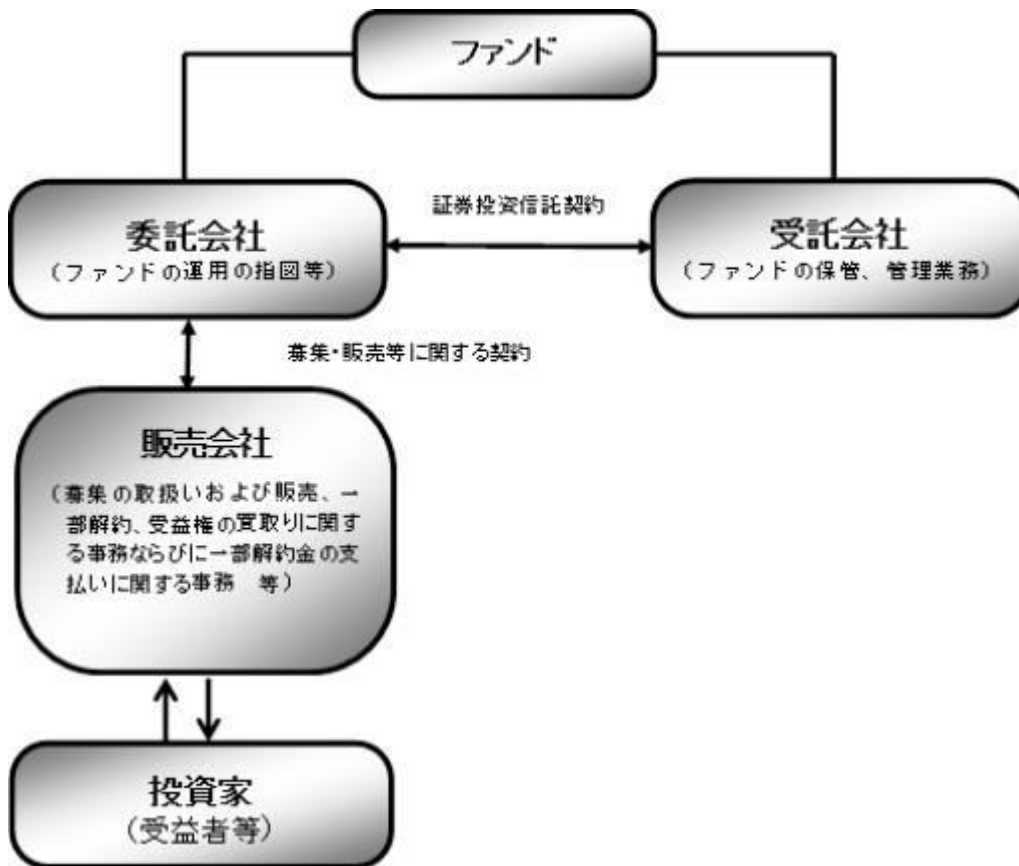 ファンド
委託会社
(ファンドの運用の指図等)
証券投資信託契約
受託会社
(ファンドの保管、管理業務)
募集・販売等に関する契約
販売会社
(募集の取扱いおよび販売、一
部解約、受益権の買取りに関す
る事務ならびに一部解約金の支
払いに関する事務　等)
投資家
(受益者等)